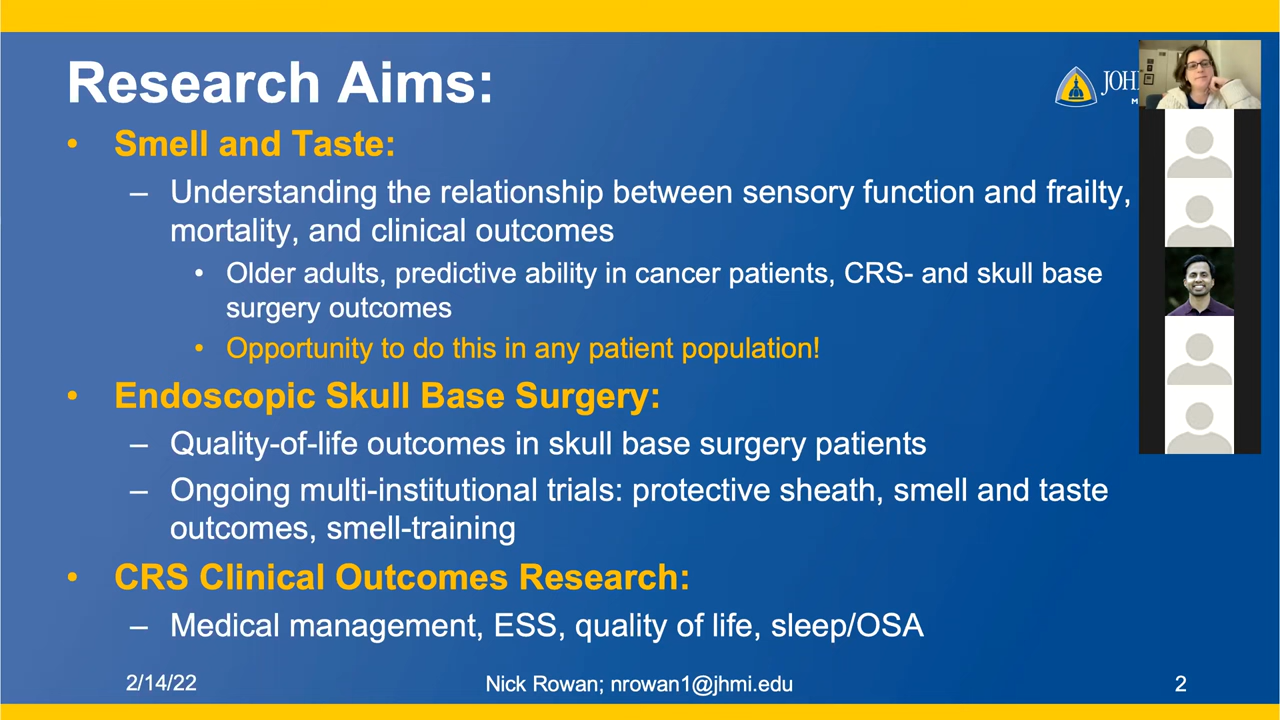 Research Aims:
• Smell and Taste:
– Understanding the relationship between sensory function and frailty,
mortality, and clinical outcomes
• Older adults, predictive ability in cancer patients, CRS- and skull base
surgery outcomes
• Opportunity to do this in any patient population!
• Endoscopic Skull Base Surgery:
– Quality-of-life outcomes in skull base surgery patients
– Ongoing multi-institutional trials: protective sheath, smell and taste
outcomes, smell-training
• CRS Clinical Outcomes Research:
– Medical management, ESS, quality of life, sleep/OSA
2/14/22
Nick Rowan; nrowan1@jhmi.edu
2